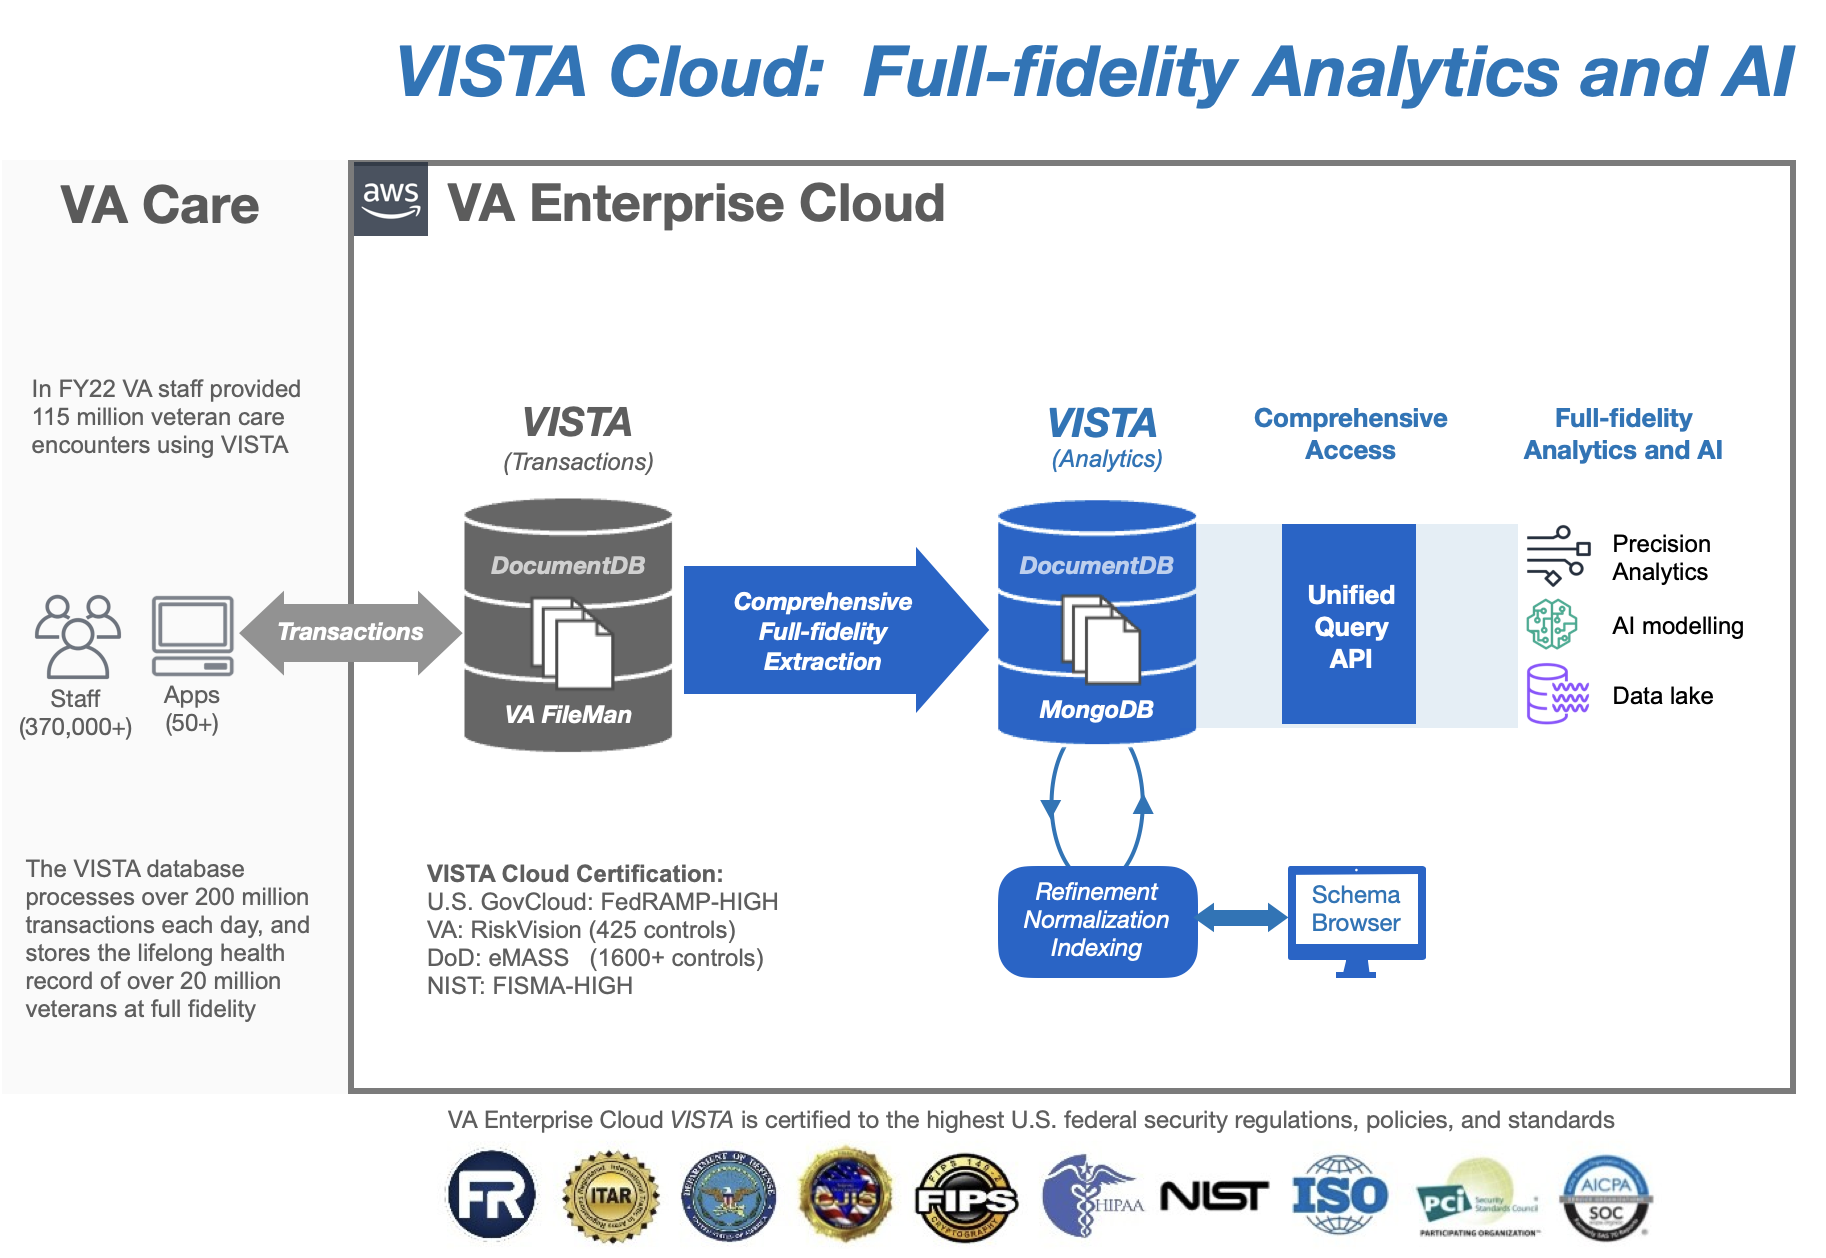 VISTA Cloud: Full-fidelity Analytics and AI
VA Care
aws
VA Enterprise Cloud
In FY22 VA staff provided
115 million veteran care
encounters using VISTA
Staff
(370,000+)
Apps
(50+)
Transactions
The VISTA database
processes over 200 million
transactions each day, and
stores the lifelong health
record of over 20 million
veterans at full fidelity
VISTA
(Transactions)
DocumentDB
VA FileMan
Comprehensive
Full-fidelity
Extraction
VISTA
(Analytics)
DocumentDB
MongoDB
Comprehensive
Access
Unified
Query
API
Full-fidelity
Analytics and AI
Precision
Analytics
AI modelling
Data lake
Refinement
Normalization
Indexing
Schema
Browser
VISTA Cloud Certification:
U.S. GovCloud: FedRAMP-HIGH
VA: RiskVision (425 controls)
DoD: eMASS (1600+ controls)
NIST: FISMA-HIGH
VA Enterprise Cloud VISTA is certified to the highest U.S. federal security regulations, policies, and standards
FR
ITAR
DEPARTMENT OF DEFENSE
CJIS
FIPS 140-2
FIPS
CRYPTOGRAPHY
HIPAA
NIST
ISO
PCI
Security
Standards Council
PARTICIPATING ORGANIZATION
AICPA
SOC